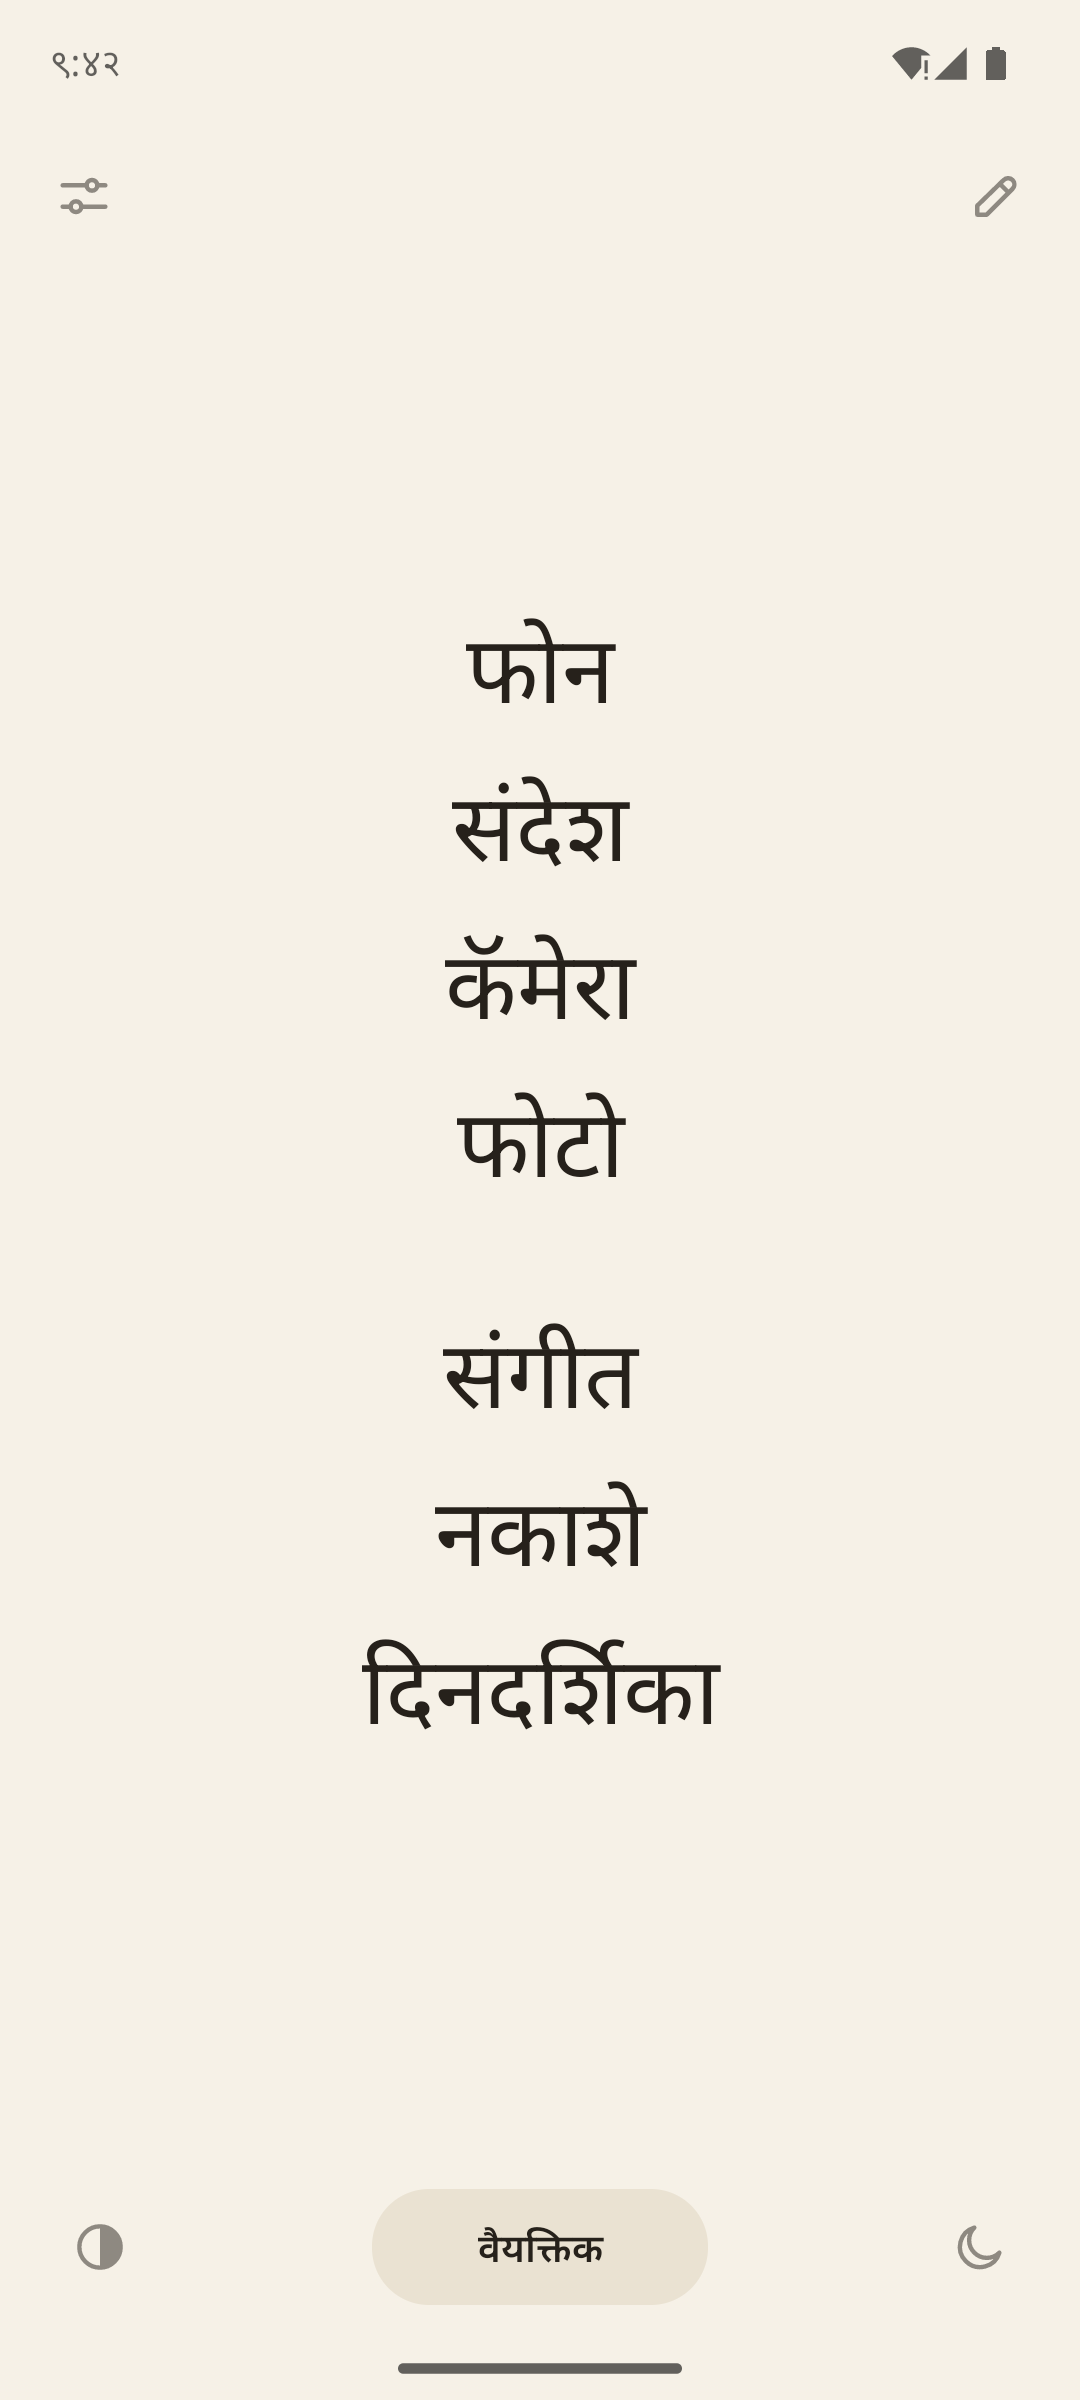 ९:४२
फोन
संदेश
कॅमेरा
फोटो
संगीत
नकाशे
दिनदर्शिका
वैयक्तिक